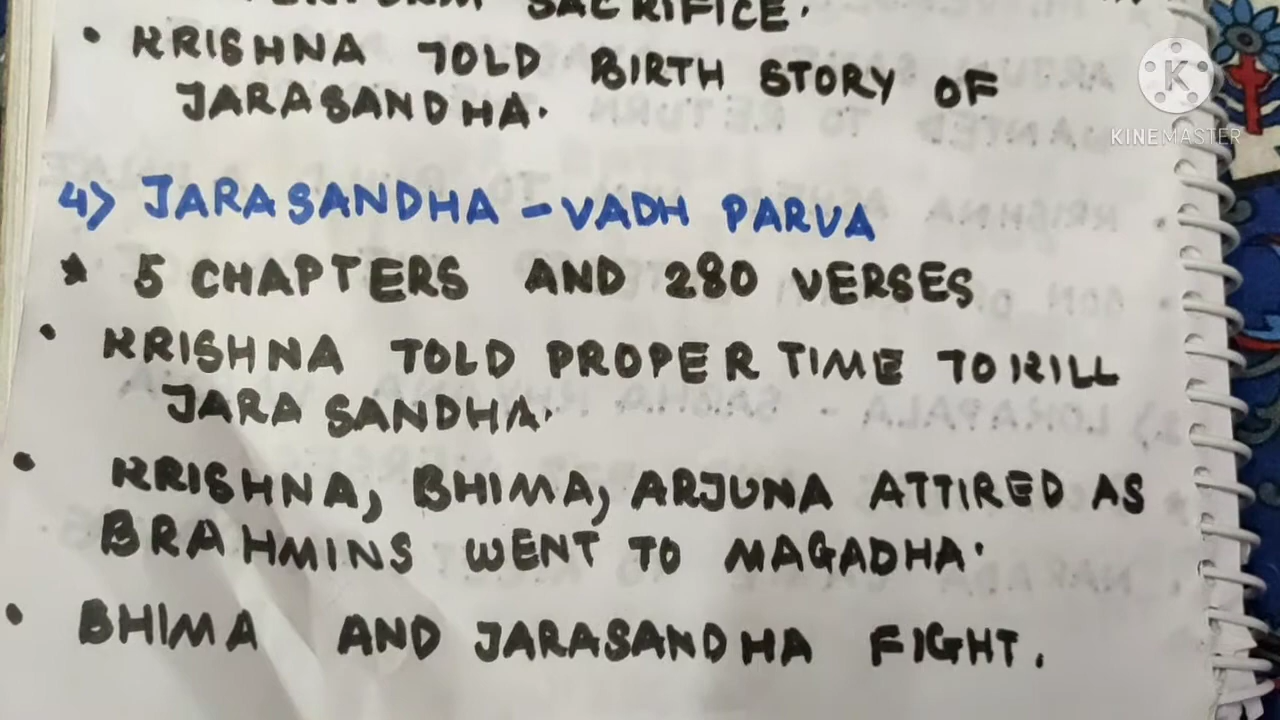 SACRIFICE.
• KRISHNA TOLD BIRTH STORY OF
JARASANDHA.
4) JARASANDHA - VADH PARVA
* 5 CHAPTERS AND 280 VERSES
• KRISHNA TOLD PROPER TIME TO KILL
JARASANDHA.
• KRISHNA, BHIMA, ARJUNA ATTIRED AS
BRAHMINS WENT TO MAGADHA.
• BHIMA AND JARASANDHA FIGHT.
K
KINEMASTER